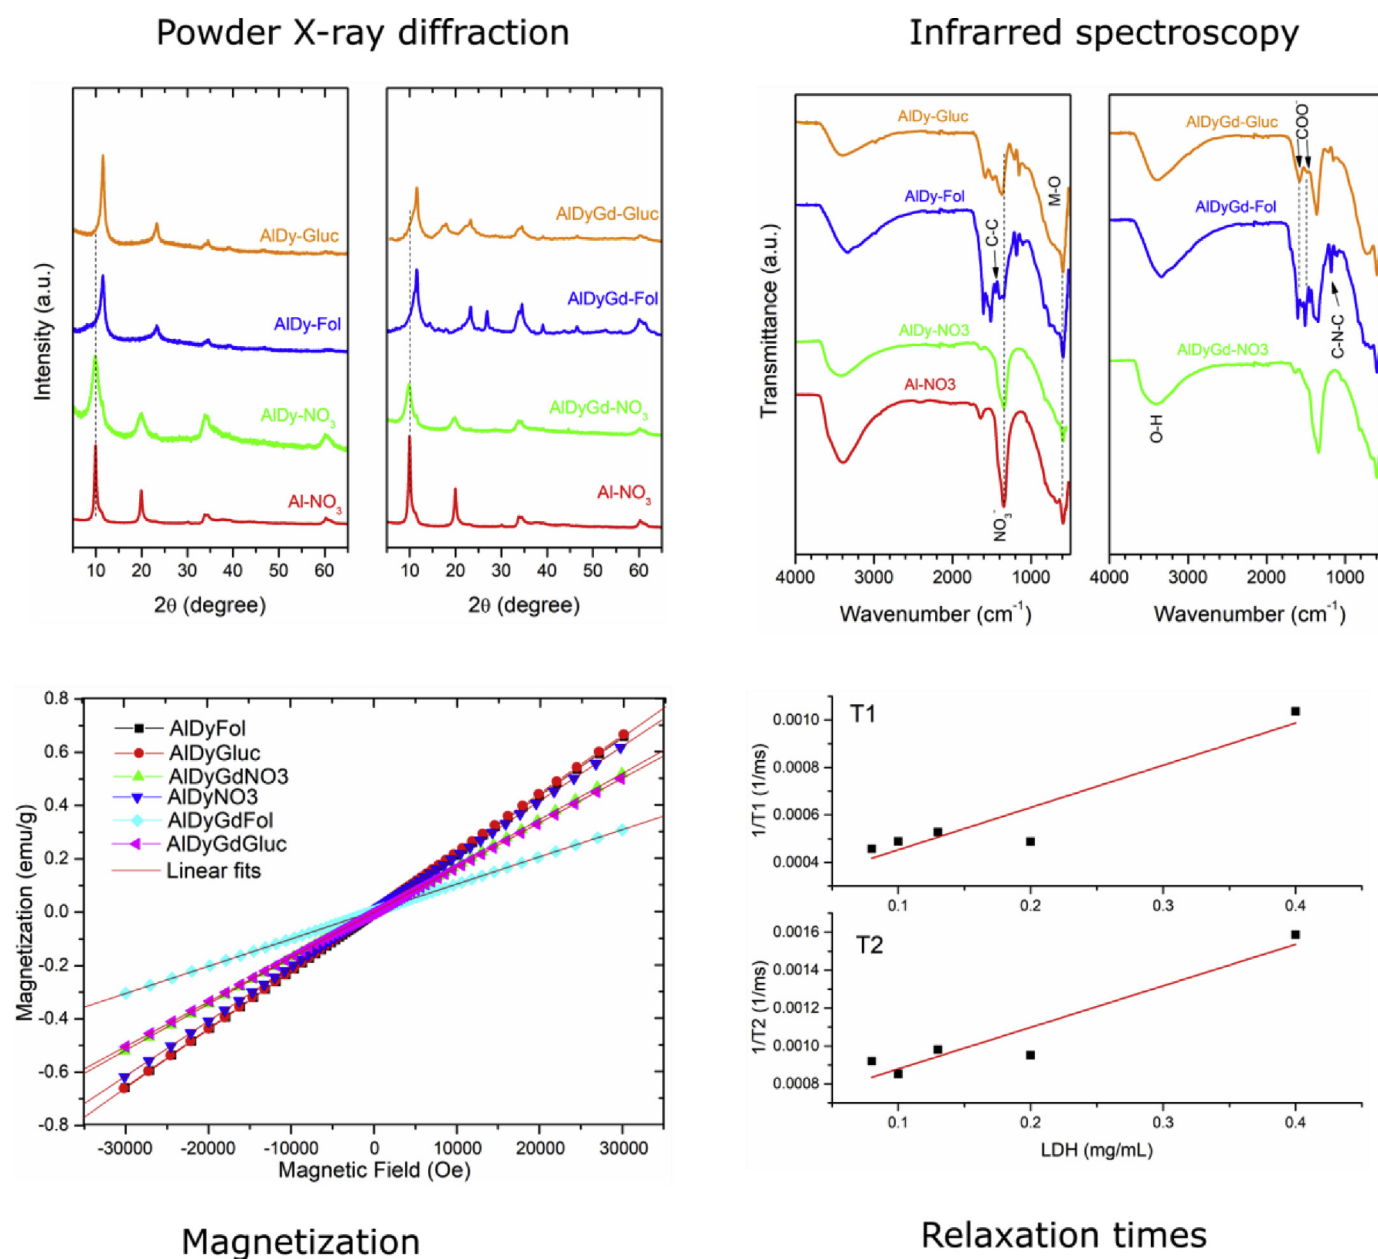 Powder X-ray diffraction
Infrarred spectroscopy
Intensity (a.u.)
AlDy-Gluc
AlDy-Fol
AlDy-NO3
Al-NO3
10 20 30 40 50 60
2θ (degree)
AlDyGd-Gluc
AlDyGd-Fol
AlDyGd-NO3
Al-NO3
10 20 30 40 50 60
2θ (degree)
Transmittance (a.u.)
AlDy-Gluc
AlDy-Fol
AlDy-NO3
Al-NO3
C-C
M-O
NO3-
4000 3000 2000 1000
Wavenumber (cm-1)
AlDyGd-Gluc
AlDyGd-Fol
AlDyGd-NO3
COO-
C-N-C
O-H
4000 3000 2000 1000
Wavenumber (cm-1)
Magnetization (emu/g)
0.8
0.6
0.4
0.2
0.0
-0.2
-0.4
-0.6
-0.8
AlDyFol
AlDyGluc
AlDyGdNO3
AlDyNO3
AlDyGdFol
AlDyGdGluc
Linear fits
-30000 -20000 -10000 0 10000 20000 30000
Magnetic Field (Oe)
Magnetization
T1
1/T1 (1/ms)
0.0010
0.0008
0.0006
0.0004
0.1 0.2 0.3 0.4
T2
1/T2 (1/ms)
0.0016
0.0014
0.0012
0.0010
0.0008
0.1 0.2 0.3 0.4
LDH (mg/mL)
Relaxation times